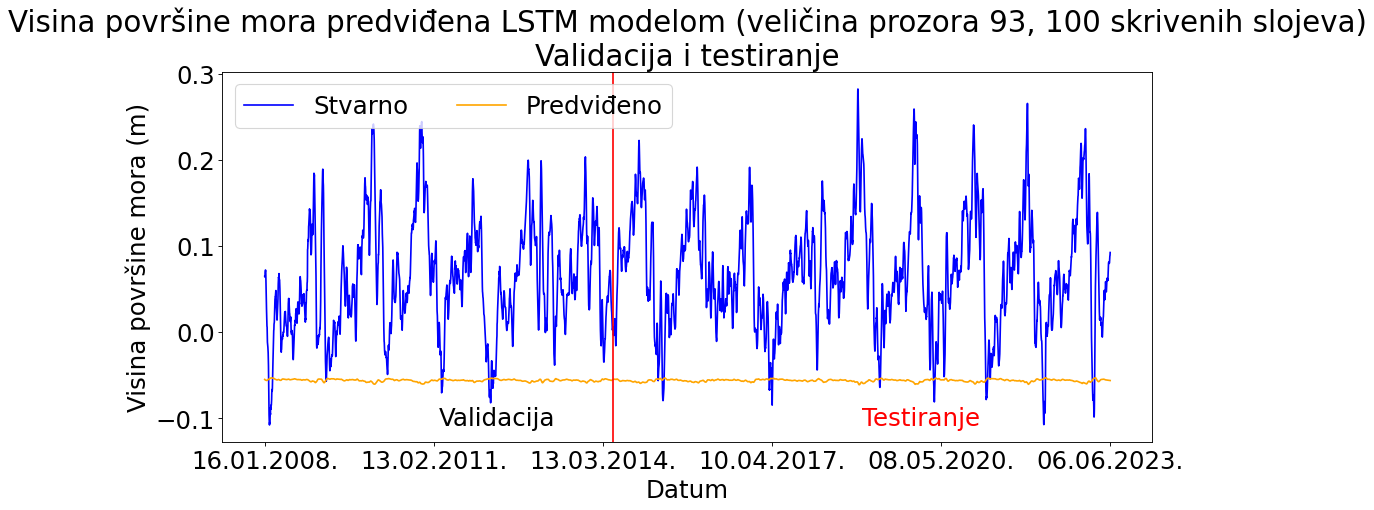 Visina površine mora predviđena LSTM modelom (veličina prozora 93, 100 skrivenih slojeva)
Validacija i testiranje
Stvarno
Predviđeno
Visina površine mora (m)
0.3
0.2
0.1
0.0
−0.1
Validacija
Testiranje
16.01.2008.
13.02.2011.
13.03.2014.
10.04.2017.
08.05.2020.
06.06.2023.
Datum